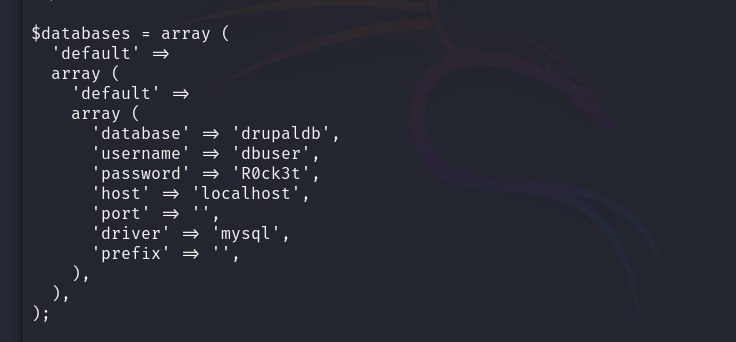 $databases = array (
  'default' =>
  array (
    'default' =>
    array (
      'database' => 'drupaldb',
      'username' => 'dbuser',
      'password' => 'R0ck3t',
      'host' => 'localhost',
      'port' => '',
      'driver' => 'mysql',
      'prefix' => '',
    ),
  ),
);